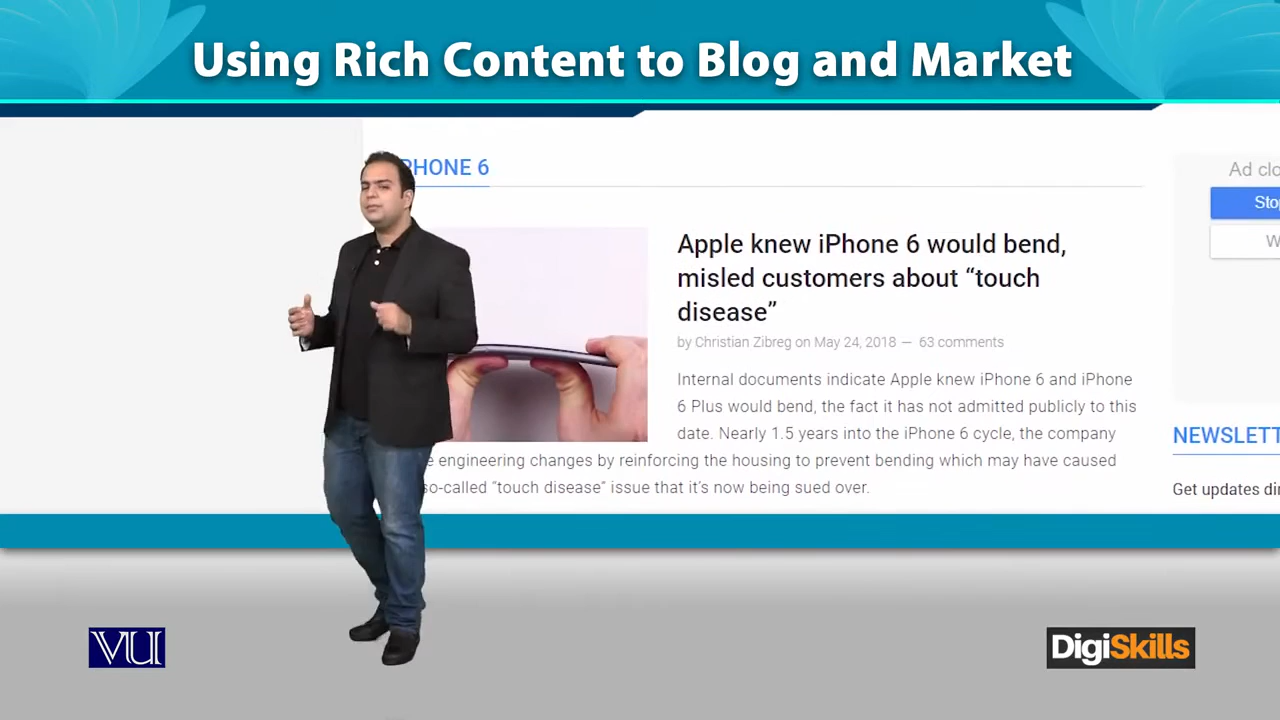 Using Rich Content to Blog and Market
PHONE 6
Ad clo
Stop
W
Apple knew iPhone 6 would bend,
misled customers about “touch
disease”
by Christian Zibreg on May 24, 2018 — 63 comments
Internal documents indicate Apple knew iPhone 6 and iPhone
6 Plus would bend, the fact it has not admitted publicly to this
date. Nearly 1.5 years into the iPhone 6 cycle, the company
e engineering changes by reinforcing the housing to prevent bending which may have caused
so-called “touch disease” issue that it’s now being sued over.
NEWSLETT
Get updates di
VU
DigiSkills